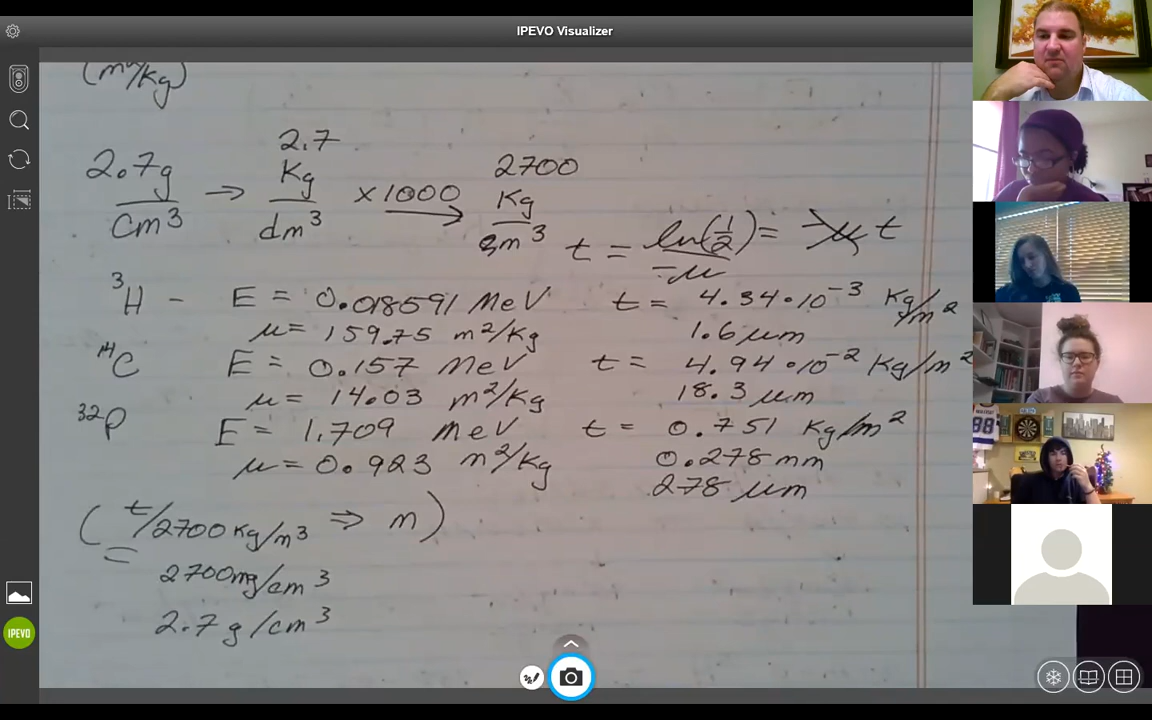 IPEVO Visualizer
(m²/Kg)
2.7g/cm³ → 2.7 Kg/dm³ x1000 → 2700 Kg/m³
t = ln(1/2)/-μ = -μ t
³H - E = 0.018591 MeV t = 4.34·10⁻³ Kg/m²
μ = 159.75 m²/Kg 1.6 μm
¹⁴C E = 0.157 MeV t = 4.94·10⁻² Kg/m²
μ = 14.03 m²/Kg 18.3 μm
³²P E = 1.709 MeV t = 0.751 Kg/m²
μ = 0.923 m²/Kg 0.278 mm
278 μm
(t/2700 Kg/m³ ⇒ m)
2700mg/cm³
2.7 g/cm³
IPEVO
88